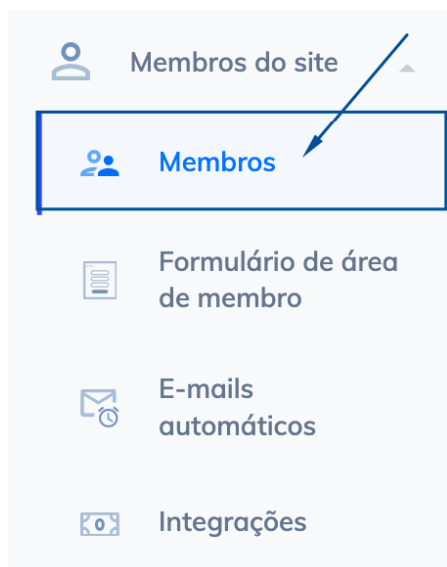 Membros do site
Membros
Formulário de área
de membro
E-mails
automáticos
Integrações